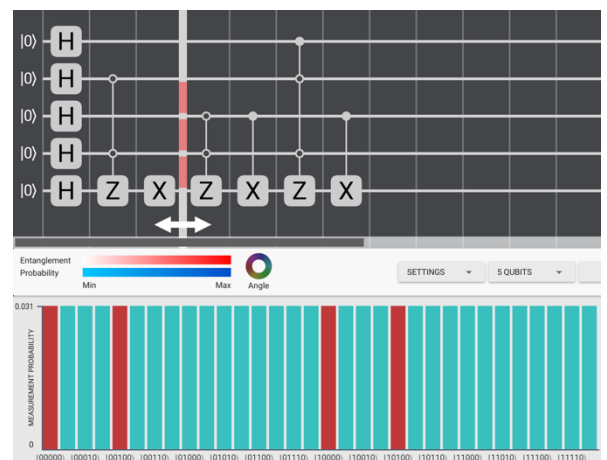 |0⟩ H
|0⟩ H
|0⟩ H
|0⟩ H
|0⟩ H Z X Z X Z X
Entanglement
Probability
Min Max Angle
SETTINGS
5 QUBITS
0.031
MEASUREMENT PROBABILITY
0
|00000⟩ |00010⟩ |00100⟩ |00110⟩ |01000⟩ |01010⟩ |01100⟩ |01110⟩ |10000⟩ |10010⟩ |10100⟩ |10110⟩ |11000⟩ |11010⟩ |11100⟩ |11110⟩